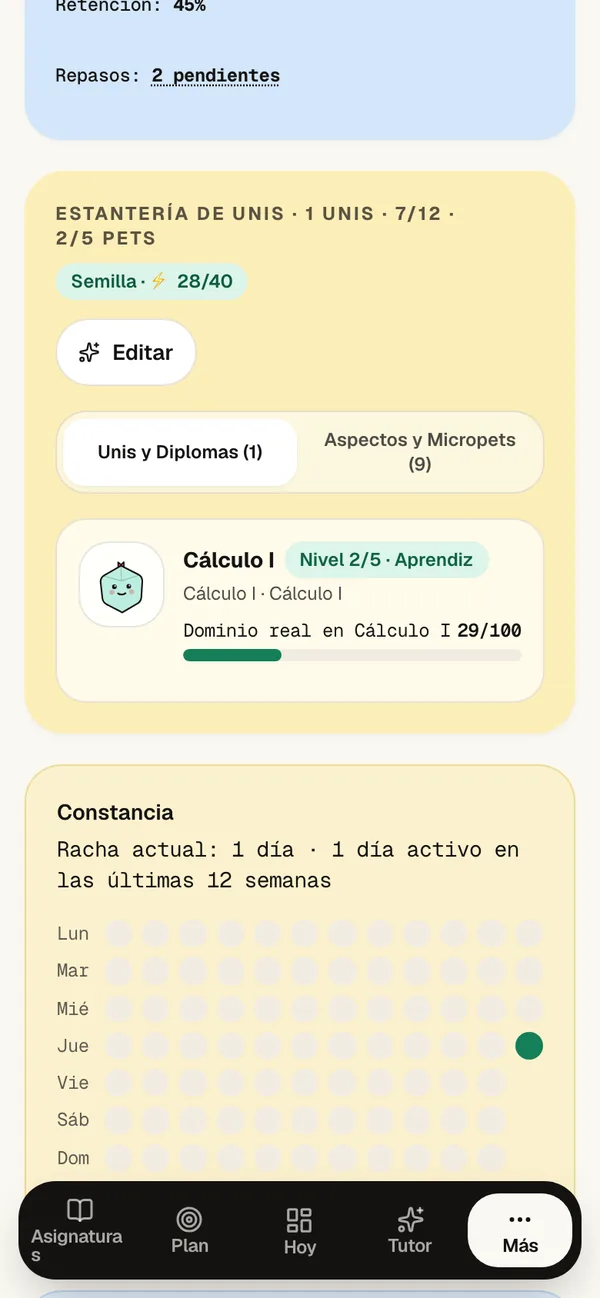 Retención: 45%
Repasos: 2 pendientes
ESTANTERÍA DE UNIS · 1 UNIS · 7/12 ·
2/5 PETS
Semilla · ⚡ 28/40
Editar
Unis y Diplomas (1)
Aspectos y Micropets
(9)
Cálculo I
Nivel 2/5 · Aprendiz
Cálculo I · Cálculo I
Dominio real en Cálculo I 29/100
Constancia
Racha actual: 1 día · 1 día activo en
las últimas 12 semanas
Lun
Mar
Mié
Jue
Vie
Sáb
Dom
Asignatura
s
Plan
Hoy
Tutor
Más